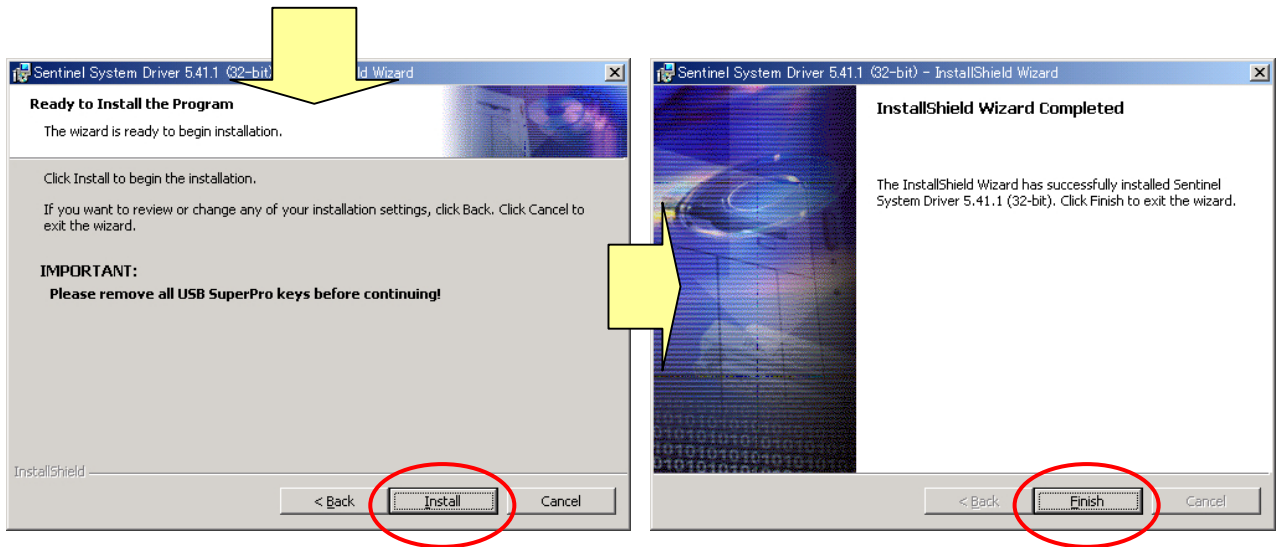 Sentinel System Driver 5.41.1 (32-bit) ld Wizard
Ready to Install the Program
The wizard is ready to begin installation.
Click Install to begin the installation.
If you want to review or change any of your installation settings, click Back. Click Cancel to
exit the wizard.
IMPORTANT:
Please remove all USB SuperPro keys before continuing!
InstallShield
< Back Install Cancel
Sentinel System Driver 5.41.1 (32-bit) - InstallShield Wizard
InstallShield Wizard Completed
The InstallShield Wizard has successfully installed Sentinel
System Driver 5.41.1 (32-bit). Click Finish to exit the wizard.
< Back Finish Cancel